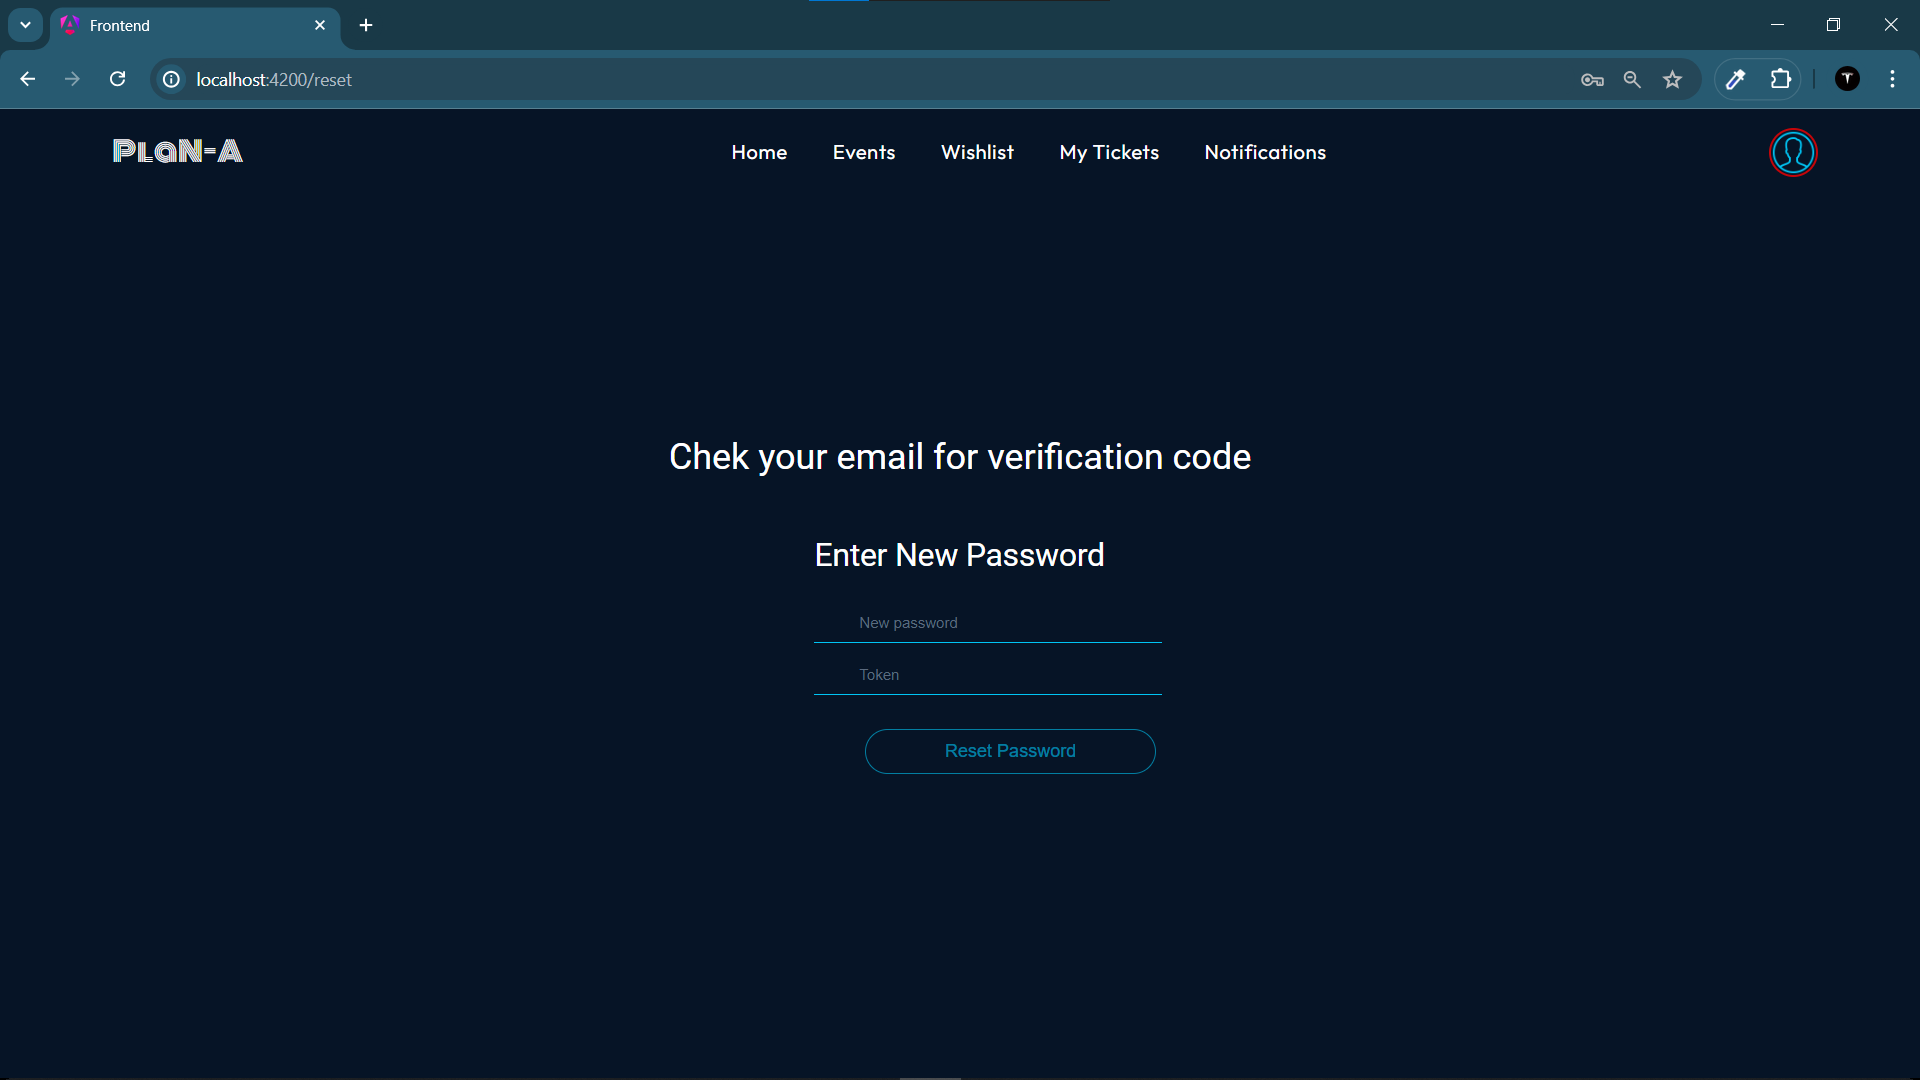 Frontend
localhost:4200/reset
PLaN-A
Home Events Wishlist My Tickets Notifications
Chek your email for verification code
Enter New Password
New password
Token
Reset Password